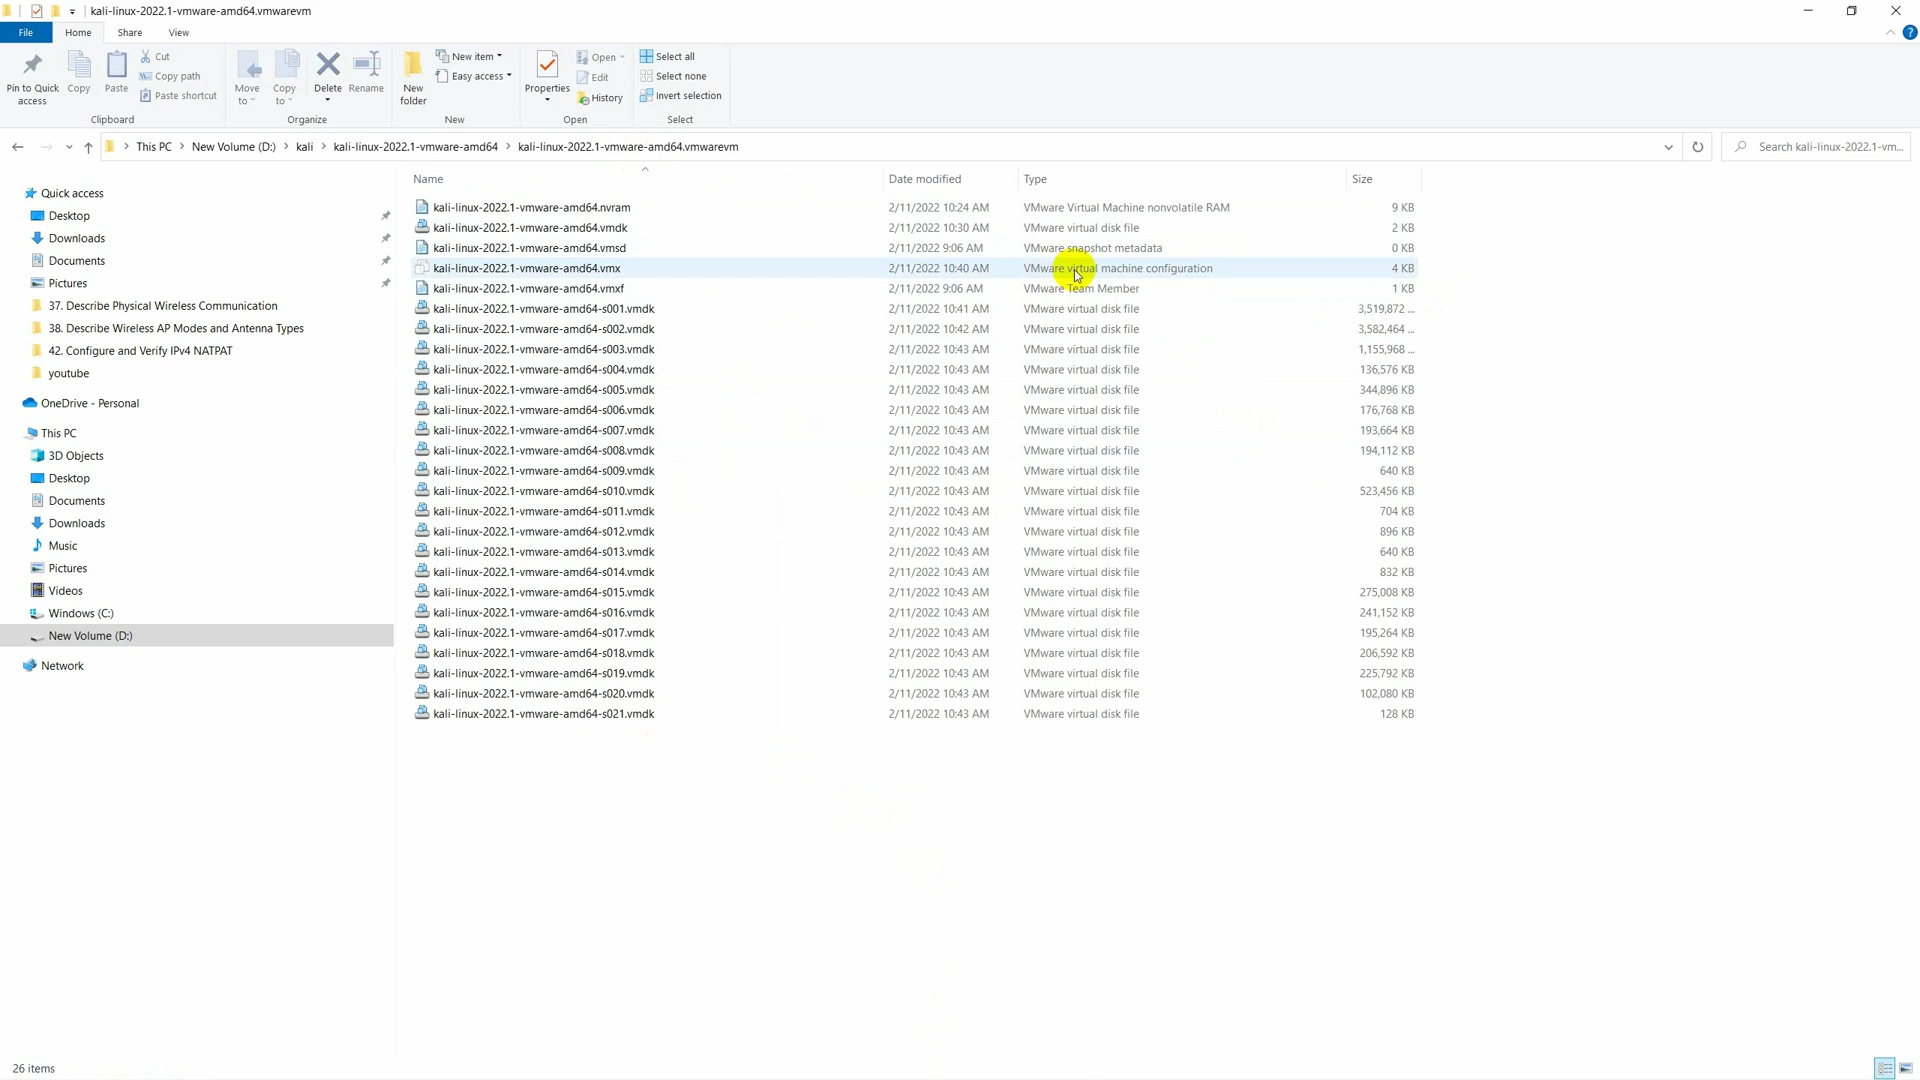 kali-linux-2022.1-vmware-amd64.vmwarevm
File Home Share View
Pin to Quick access
Copy
Paste
Cut
Copy path
Paste shortcut
Clipboard
Move to
Copy to
Delete
Rename
Organize
New folder
New item
Easy access
New
Properties
Open
Edit
History
Open
Select all
Select none
Invert selection
Select
This PC > New Volume (D:) > kali > kali-linux-2022.1-vmware-amd64 > kali-linux-2022.1-vmware-amd64.vmwarevm
Search kali-linux-2022.1-vm...
Quick access
Desktop
Downloads
Documents
Pictures
37. Describe Physical Wireless Communication
38. Describe Wireless AP Modes and Antenna Types
42. Configure and Verify IPv4 NATPAT
youtube
OneDrive - Personal
This PC
3D Objects
Desktop
Documents
Downloads
Music
Pictures
Videos
Windows (C:)
New Volume (D:)
Network
Name Date modified Type Size
kali-linux-2022.1-vmware-amd64.nvram 2/11/2022 10:24 AM VMware Virtual Machine nonvolatile RAM 9 KB
kali-linux-2022.1-vmware-amd64.vmdk 2/11/2022 10:30 AM VMware virtual disk file 2 KB
kali-linux-2022.1-vmware-amd64.vmsd 2/11/2022 9:06 AM VMware snapshot metadata 0 KB
kali-linux-2022.1-vmware-amd64.vmx 2/11/2022 10:40 AM VMware virtual machine configuration 4 KB
kali-linux-2022.1-vmware-amd64.vmxf 2/11/2022 9:06 AM VMware Team Member 1 KB
kali-linux-2022.1-vmware-amd64-s001.vmdk 2/11/2022 10:41 AM VMware virtual disk file 3,519,872 ...
kali-linux-2022.1-vmware-amd64-s002.vmdk 2/11/2022 10:42 AM VMware virtual disk file 3,582,464 ...
kali-linux-2022.1-vmware-amd64-s003.vmdk 2/11/2022 10:43 AM VMware virtual disk file 1,155,968 ...
kali-linux-2022.1-vmware-amd64-s004.vmdk 2/11/2022 10:43 AM VMware virtual disk file 136,576 KB
kali-linux-2022.1-vmware-amd64-s005.vmdk 2/11/2022 10:43 AM VMware virtual disk file 344,896 KB
kali-linux-2022.1-vmware-amd64-s006.vmdk 2/11/2022 10:43 AM VMware virtual disk file 176,768 KB
kali-linux-2022.1-vmware-amd64-s007.vmdk 2/11/2022 10:43 AM VMware virtual disk file 193,664 KB
kali-linux-2022.1-vmware-amd64-s008.vmdk 2/11/2022 10:43 AM VMware virtual disk file 194,112 KB
kali-linux-2022.1-vmware-amd64-s009.vmdk 2/11/2022 10:43 AM VMware virtual disk file 640 KB
kali-linux-2022.1-vmware-amd64-s010.vmdk 2/11/2022 10:43 AM VMware virtual disk file 523,456 KB
kali-linux-2022.1-vmware-amd64-s011.vmdk 2/11/2022 10:43 AM VMware virtual disk file 704 KB
kali-linux-2022.1-vmware-amd64-s012.vmdk 2/11/2022 10:43 AM VMware virtual disk file 896 KB
kali-linux-2022.1-vmware-amd64-s013.vmdk 2/11/2022 10:43 AM VMware virtual disk file 640 KB
kali-linux-2022.1-vmware-amd64-s014.vmdk 2/11/2022 10:43 AM VMware virtual disk file 832 KB
kali-linux-2022.1-vmware-amd64-s015.vmdk 2/11/2022 10:43 AM VMware virtual disk file 275,008 KB
kali-linux-2022.1-vmware-amd64-s016.vmdk 2/11/2022 10:43 AM VMware virtual disk file 241,152 KB
kali-linux-2022.1-vmware-amd64-s017.vmdk 2/11/2022 10:43 AM VMware virtual disk file 195,264 KB
kali-linux-2022.1-vmware-amd64-s018.vmdk 2/11/2022 10:43 AM VMware virtual disk file 206,592 KB
kali-linux-2022.1-vmware-amd64-s019.vmdk 2/11/2022 10:43 AM VMware virtual disk file 225,792 KB
kali-linux-2022.1-vmware-amd64-s020.vmdk 2/11/2022 10:43 AM VMware virtual disk file 102,080 KB
kali-linux-2022.1-vmware-amd64-s021.vmdk 2/11/2022 10:43 AM VMware virtual disk file 128 KB
26 items